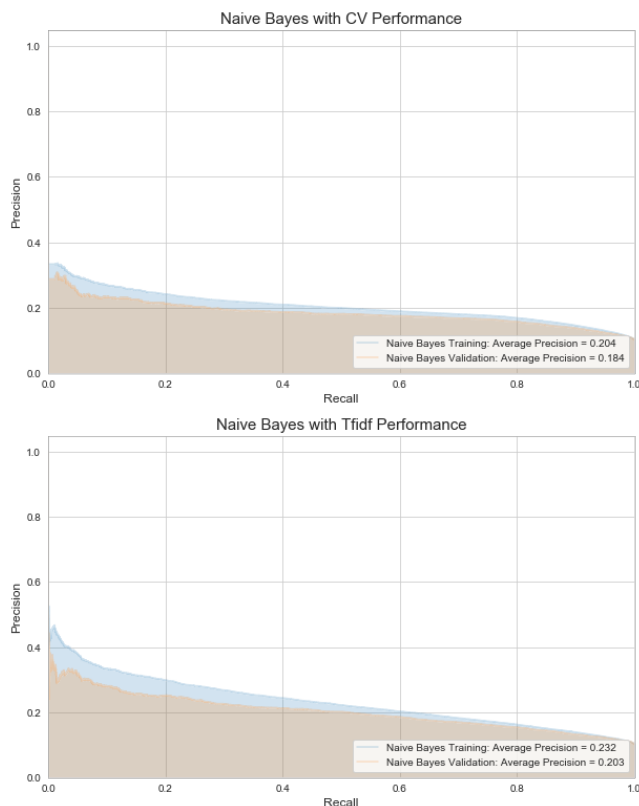 Naive Bayes with CV Performance
1.0
0.8
0.6
0.4
0.2
0.0
Precision
Naive Bayes Training: Average Precision = 0.204
Naive Bayes Validation: Average Precision = 0.184
0.0 0.2 0.4 0.6 0.8 1.0
Recall
Naive Bayes with Tfidf Performance
1.0
0.8
0.6
0.4
0.2
0.0
Precision
Naive Bayes Training: Average Precision = 0.232
Naive Bayes Validation: Average Precision = 0.203
0.0 0.2 0.4 0.6 0.8 1.0
Recall